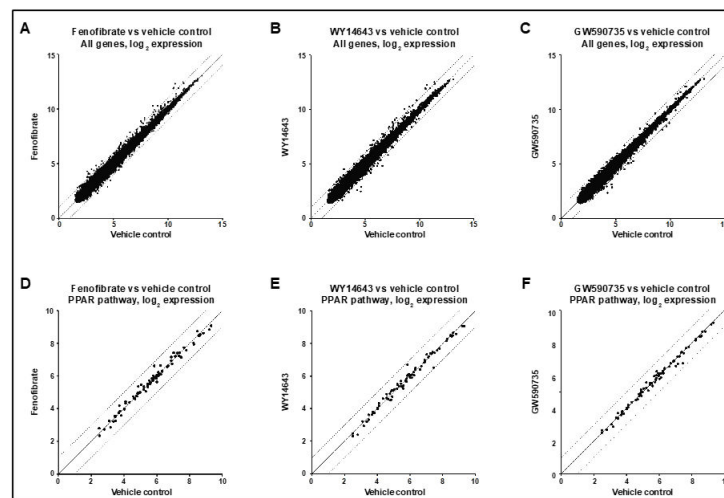 A
Fenofibrate vs vehicle control
All genes, log2 expression
15
10
5
0
Fenofibrate
0
5
10
15
Vehicle control
B
WY14643 vs vehicle control
All genes, log2 expression
15
10
5
0
WY14643
0
5
10
15
Vehicle control
C
GW590735 vs vehicle control
All genes, log2 expression
15
10
5
0
GW590735
0
5
10
15
Vehicle control
D
Fenofibrate vs vehicle control
PPAR pathway, log2 expression
10
8
6
4
2
0
Fenofibrate
0
2
4
6
8
10
Vehicle control
E
WY14643 vs vehicle control
PPAR pathway, log2 expression
10
8
6
4
2
0
WY14643
0
2
4
6
8
10
Vehicle control
F
GW590735 vs vehicle control
PPAR pathway, log2 expression
10
8
6
4
2
0
GW590735
0
2
4
6
8
Vehicle control